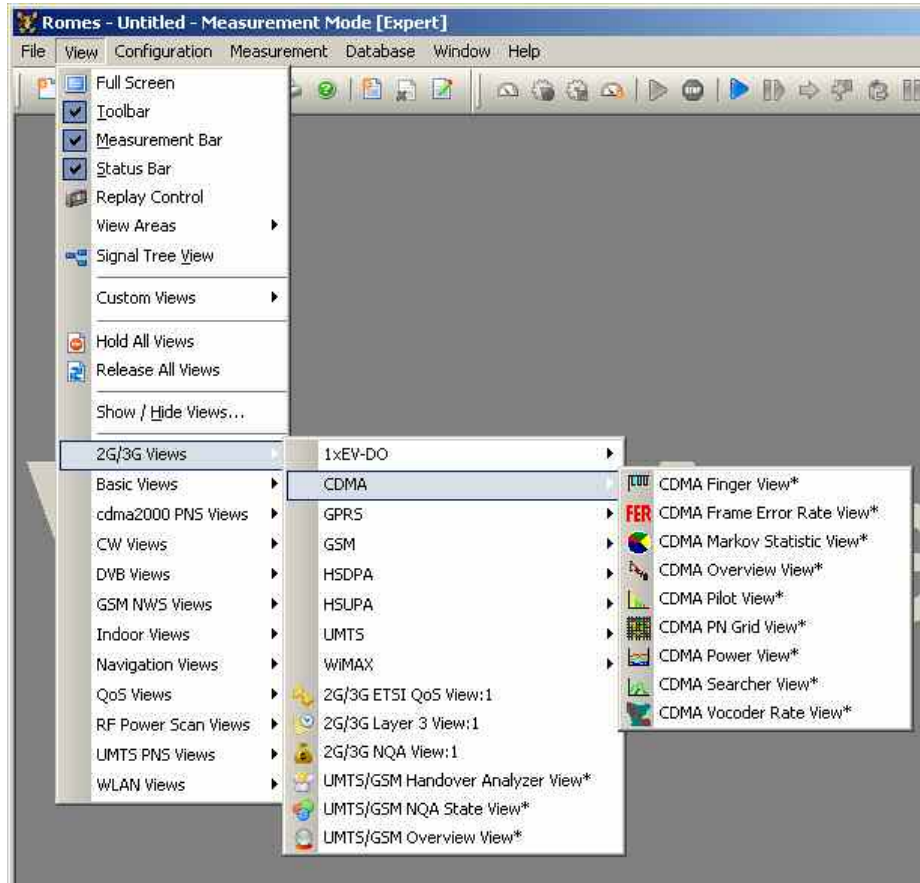 Romes - Untitled - Measurement Mode [Expert]
File View Configuration Measurement Database Window Help
Full Screen
Toolbar
Measurement Bar
Status Bar
Replay Control
View Areas
Signal Tree View
Custom Views
Hold All Views
Release All Views
Show / Hide Views...
2G/3G Views
Basic Views
cdma2000 PNS Views
CW Views
DVB Views
GSM NWS Views
Indoor Views
Navigation Views
QoS Views
RF Power Scan Views
UMTS PNS Views
WLAN Views
1xEV-DO
CDMA
GPRS
GSM
HSDPA
HSUPA
UMTS
WiMAX
2G/3G ETSI QoS View:1
2G/3G Layer 3 View:1
2G/3G NQA View:1
UMTS/GSM Handover Analyzer View*
UMTS/GSM NQA State View*
UMTS/GSM Overview View*
CDMA Finger View*
FER CDMA Frame Error Rate View*
CDMA Markov Statistic View*
CDMA Overview View*
CDMA Pilot View*
CDMA PN Grid View*
CDMA Power View*
CDMA Searcher View*
CDMA Vocoder Rate View*